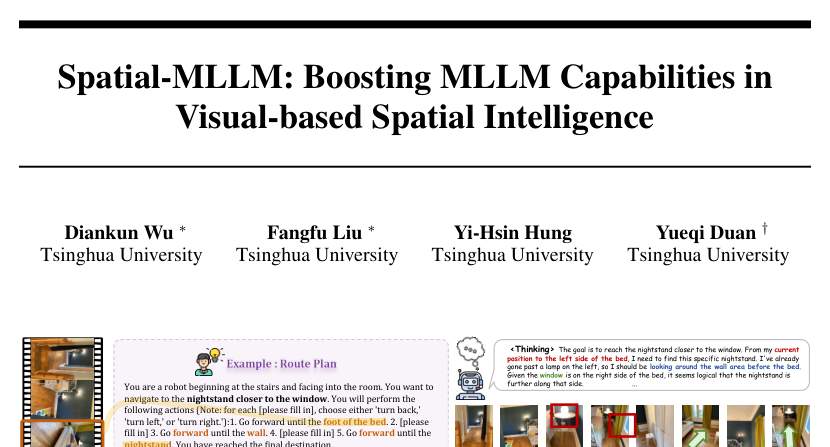 Spatial-MLLM: Boosting MLLM Capabilities in
Visual-based Spatial Intelligence
Diankun Wu * Fangfu Liu * Yi-Hsin Hung Yueqi Duan †
Tsinghua University Tsinghua University Tsinghua University Tsinghua University
Example : Route Plan
You are a robot beginning at the stairs and facing into the room. You want to
navigate to the nightstand closer to the window. You will perform the
following actions (Note: for each [please fill in], choose either 'turn back,'
'turn left,' or 'turn right.'):1. Go forward until the foot of the bed. 2. [please
fill in] 3. Go forward until the wall. 4. [please fill in] 5. Go forward until the
nightstand. You have reached the final destination.
<Thinking> The goal is to reach the nightstand closer to the window. From my current
position to the left side of the bed, I need to find this specific nightstand. I've already
gone past a lamp on the left, so I should be looking around the wall area before the bed.
Given the window is on the right side of the bed, it seems logical that the nightstand is
further along that side. ...